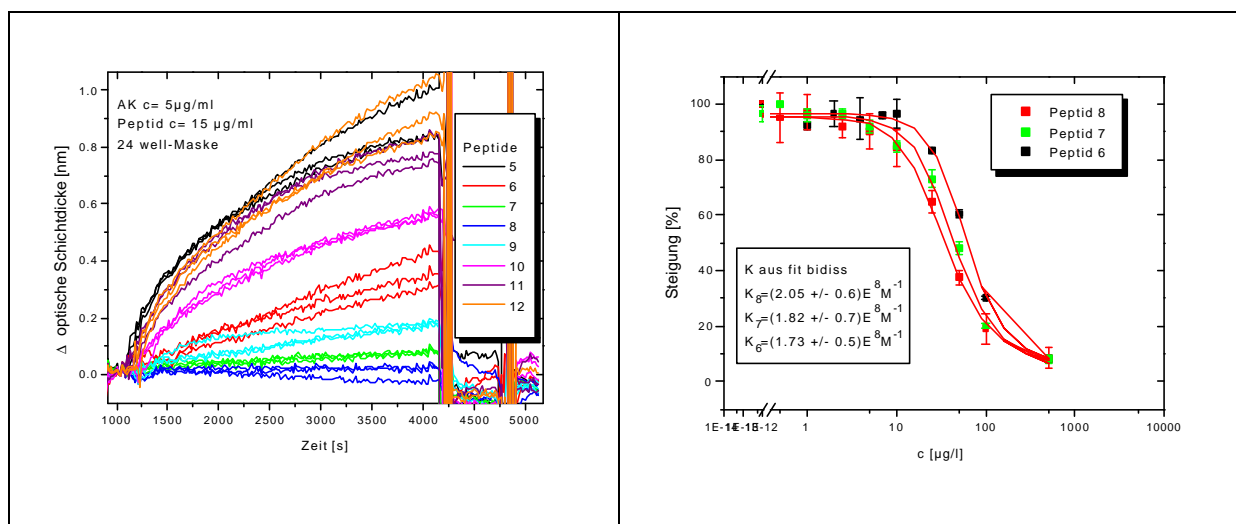 AK c= 5µg/ml
Peptid c= 15 µg/ml
24 well-Maske
Δ optische Schichtdicke [nm]
1.0
0.8
0.6
0.4
0.2
0.0
1000 1500 2000 2500 3000 3500 4000 4500 5000
Zeit [s]
Peptide
5
6
7
8
9
10
11
12
Steigung [%]
100
80
60
40
20
0
Peptid 8
Peptid 7
Peptid 6
K aus fit bidiss
K8=(2.05 +/- 0.6)E8M-1
K7=(1.82 +/- 0.7)E8M-1
K6=(1.73 +/- 0.5)E8M-1
1 10 100 1000 10000
c [µg/l]